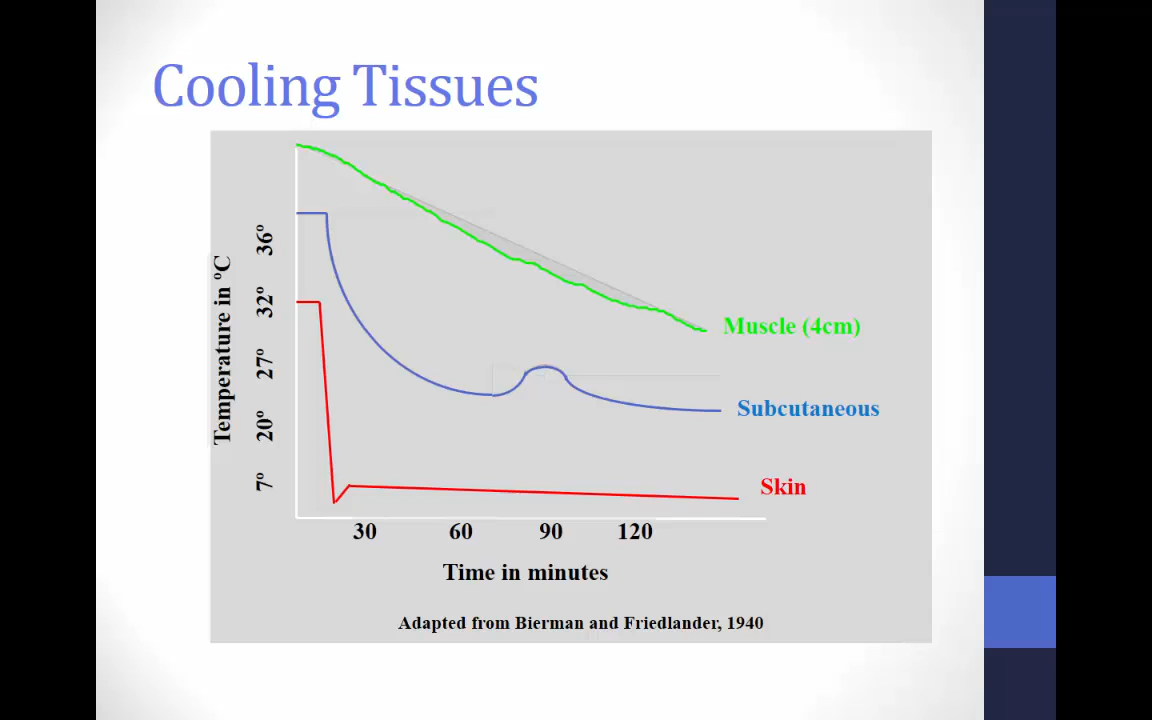 Cooling Tissues
Temperature in °C
36°
32°
27°
20°
7°
Muscle (4cm)
Subcutaneous
Skin
30 60 90 120
Time in minutes
Adapted from Bierman and Friedlander, 1940